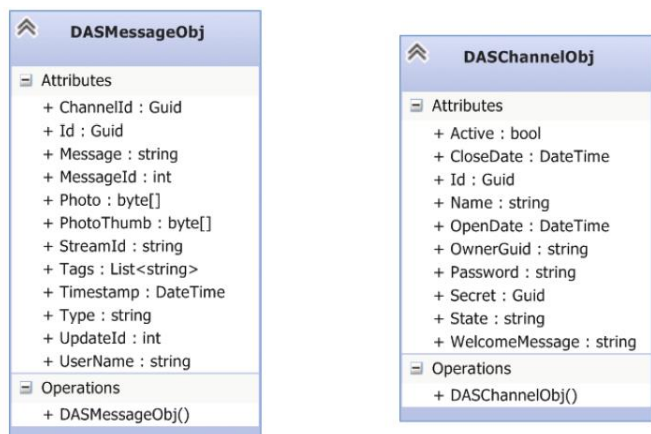 DASMessageObj
Attributes
+ ChannelId : Guid
+ Id : Guid
+ Message : string
+ MessageId : int
+ Photo : byte[]
+ PhotoThumb : byte[]
+ StreamId : string
+ Tags : List<string>
+ Timestamp : DateTime
+ Type : string
+ UpdateId : int
+ UserName : string
Operations
+ DASMessageObj()
DASChannelObj
Attributes
+ Active : bool
+ CloseDate : DateTime
+ Id : Guid
+ Name : string
+ OpenDate : DateTime
+ OwnerGuid : string
+ Password : string
+ Secret : Guid
+ State : string
+ WelcomeMessage : string
Operations
+ DASChannelObj()